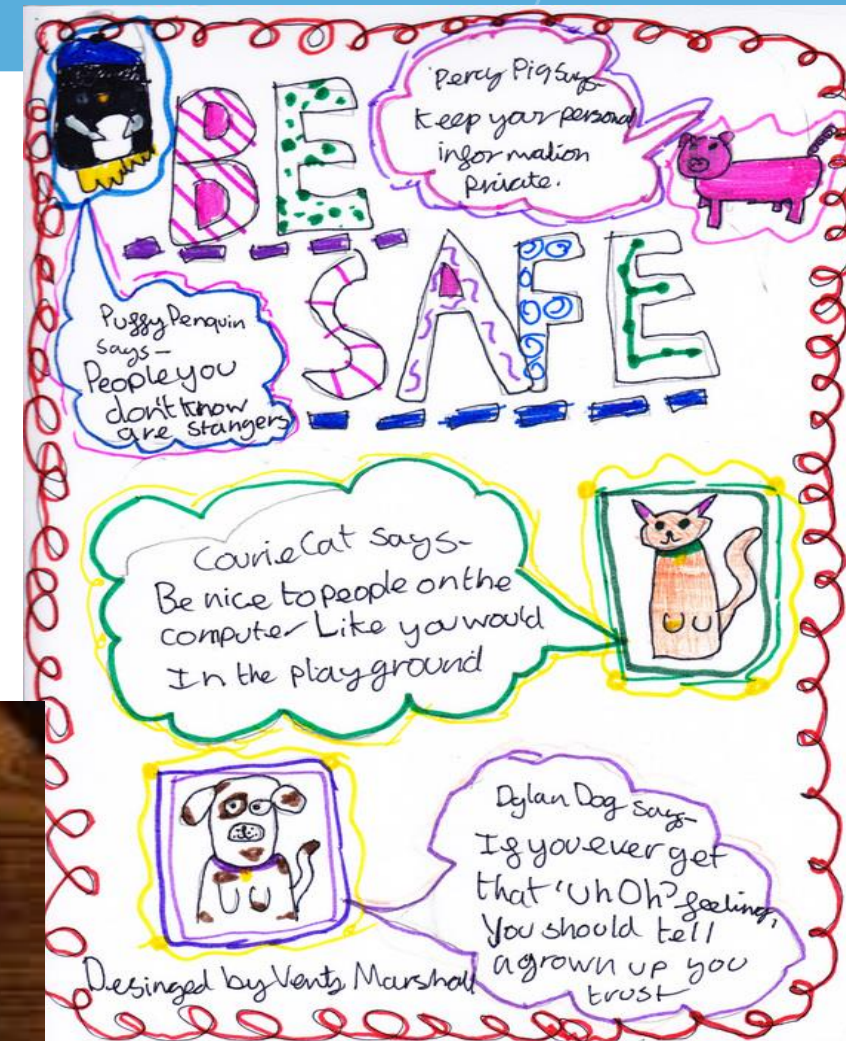 BE
SAFE
Percy Pig says-
Keep your personal
information
private.
Puffy Penguin
says-
People you
don't know
are stangers
Courie Cat says-
Be nice to people on the
computer Like you would
In the playground
Dylan Dog says-
If you ever get
that 'Uh Oh' feeling,
You should tell
a grown up you
trust
Desinged by Marshall